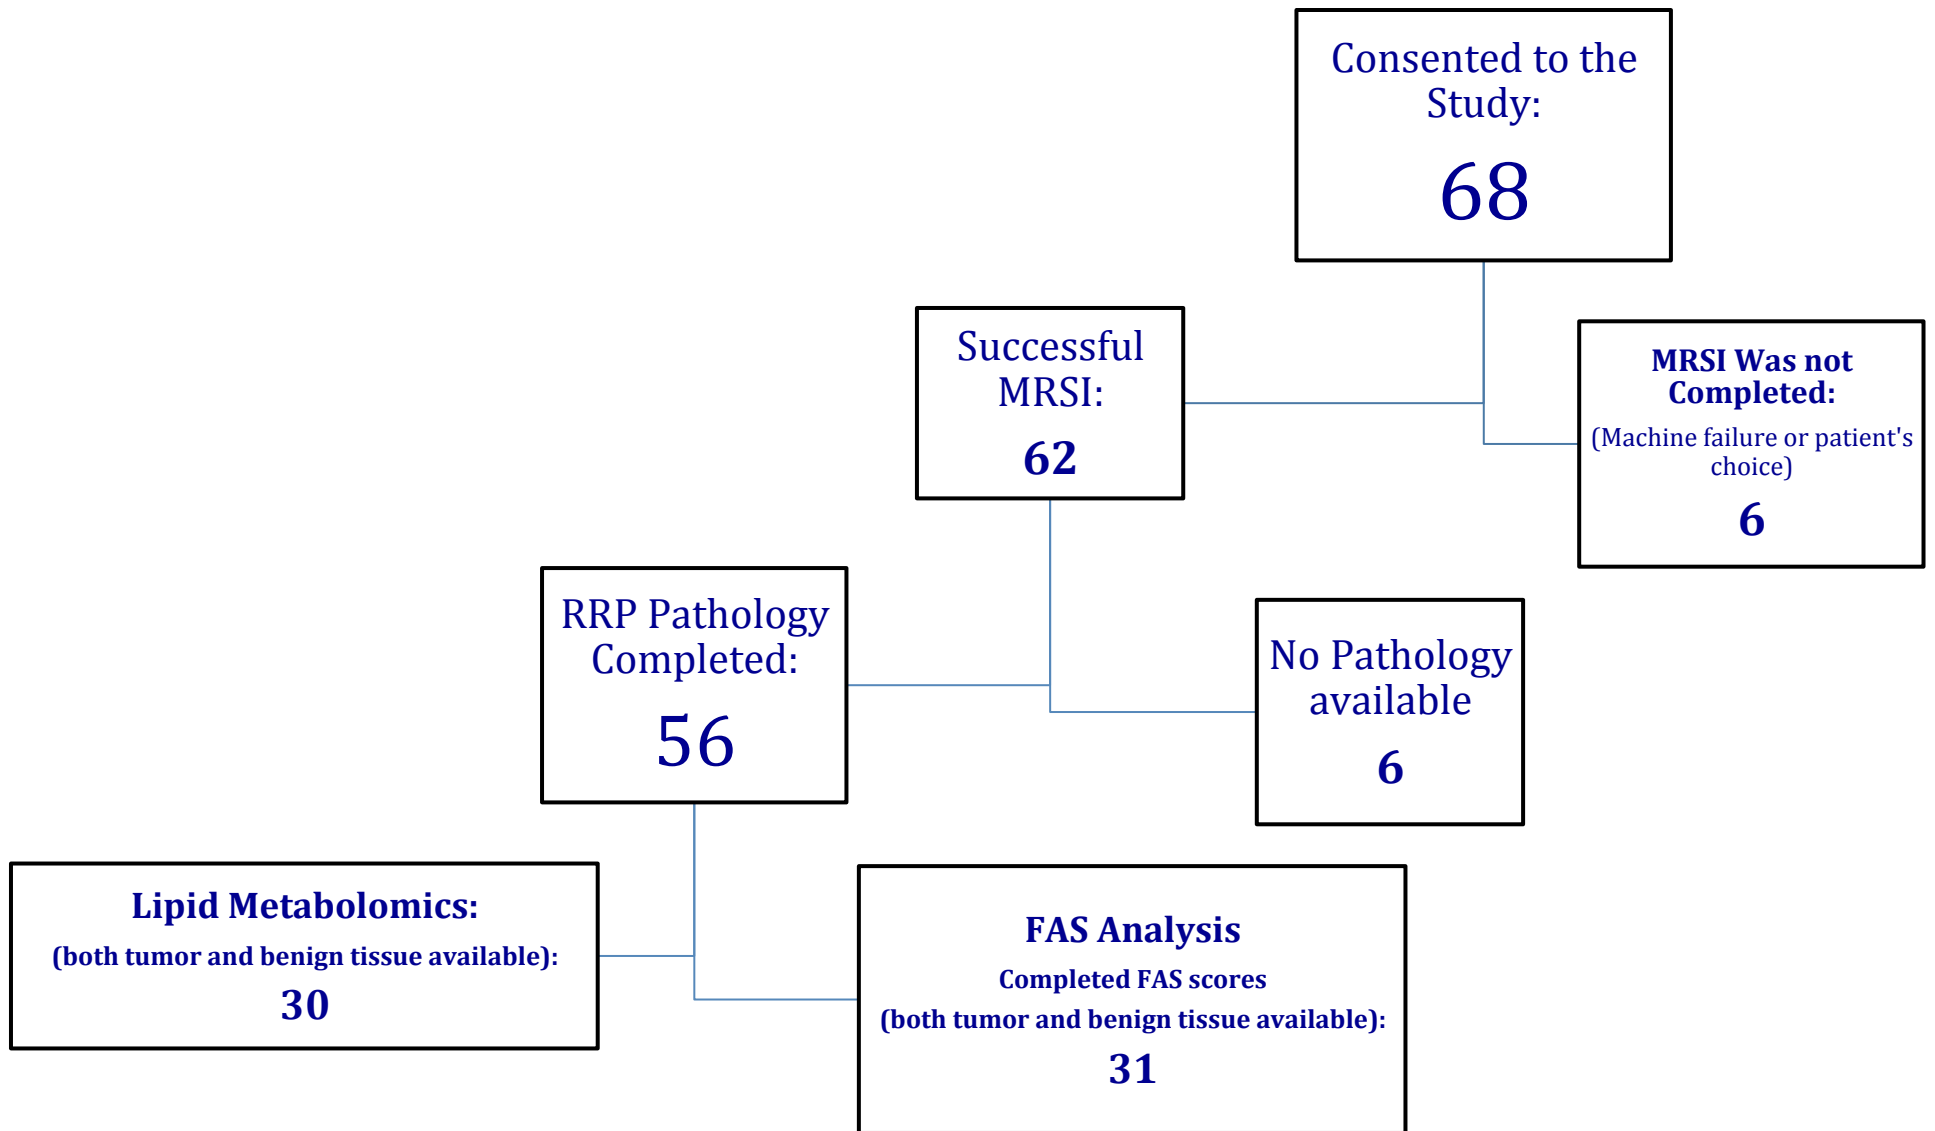 Consented to the
Study:
68
Successful
MRSI:
62
MRSI Was not
Completed:
(Machine failure or patient's
choice)
6
RRP Pathology
Completed:
56
No Pathology
available
6
Lipid Metabolomics:
(both tumor and benign tissue available):
30
FAS Analysis
Completed FAS scores
(both tumor and benign tissue available):
31